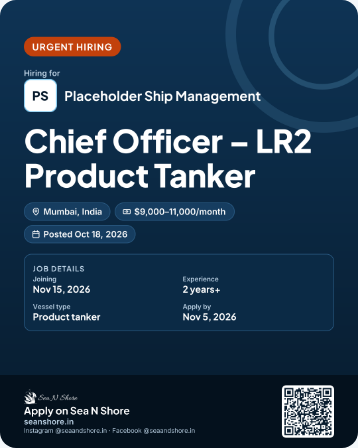 URGENT HIRING
Hiring for
PS Placeholder Ship Management
Chief Officer – LR2
Product Tanker
Mumbai, India $9,000–11,000/month
Posted Oct 18, 2026
JOB DETAILS
Joining Experience
Nov 15, 2026 2 years+
Vessel type Apply by
Product tanker Nov 5, 2026
Sea N Shore
Apply on Sea N Shore
seanshore.in
Instagram @seaandshore.in · Facebook @seaandshore.in